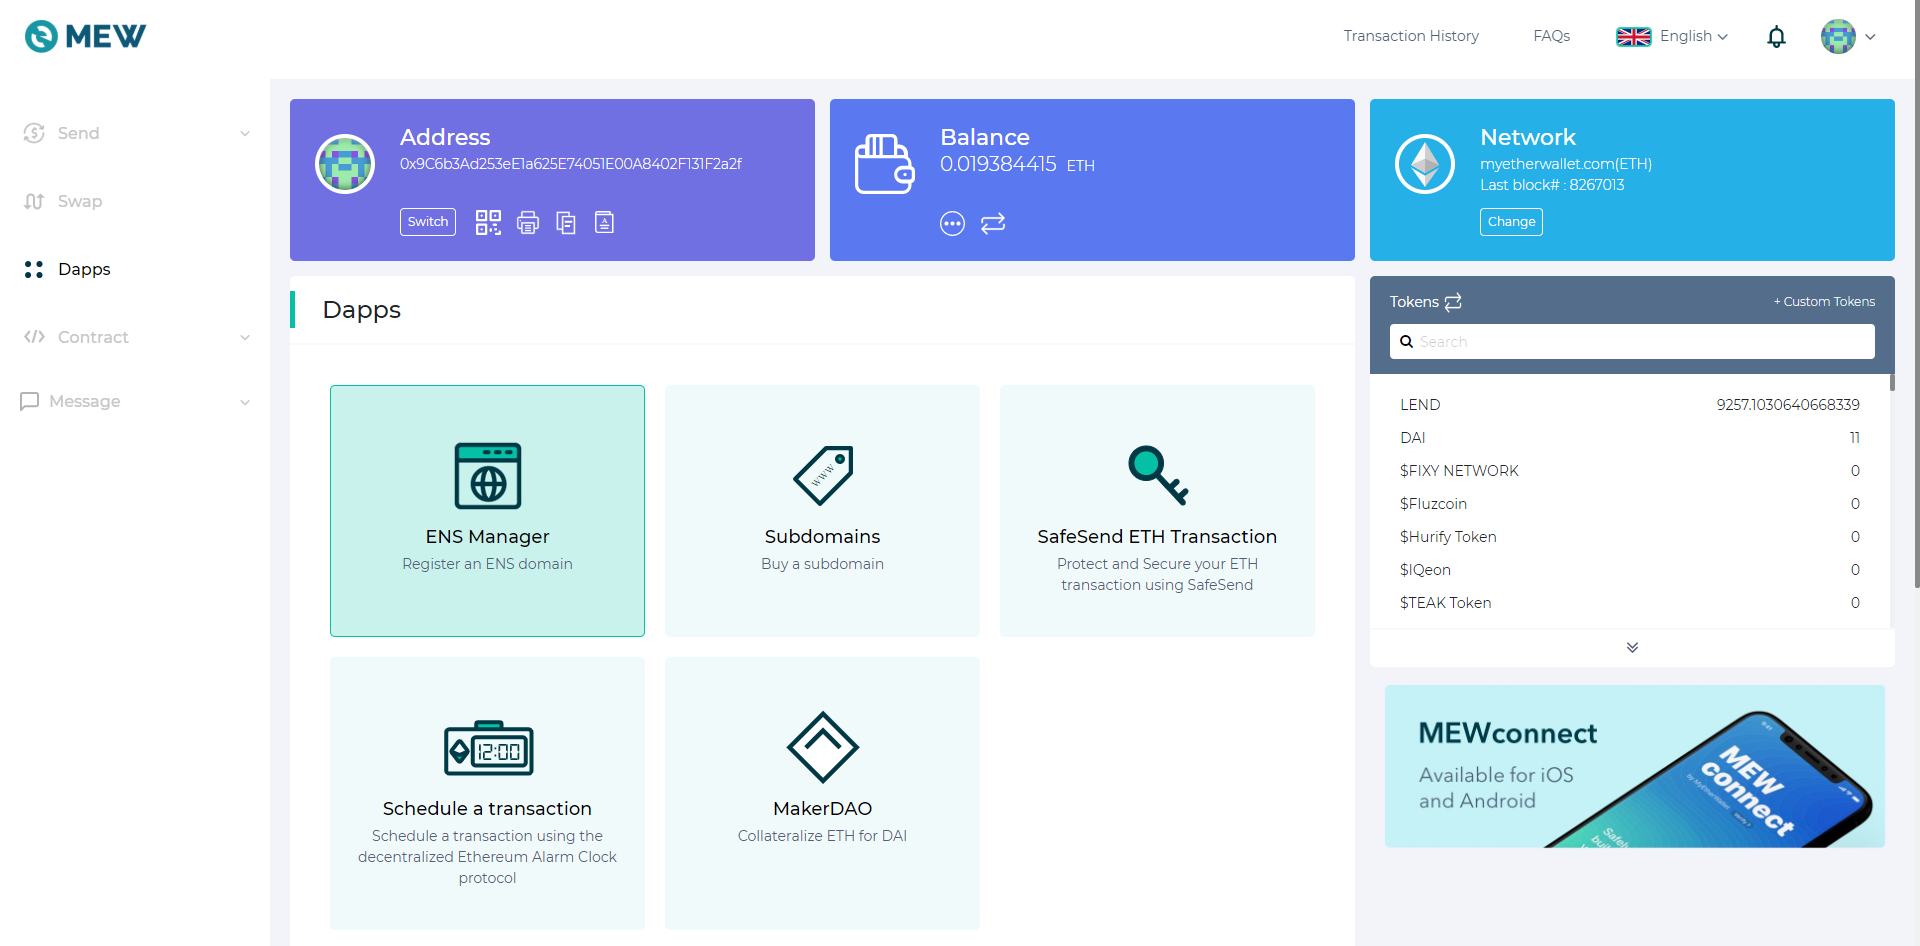 MEW
Transaction History
FAQs
English
Send
Swap
Dapps
Contract
Message
Address
0x9C6b3Ad253eE1a625E74051E00A8402F131F2a2f
Switch
Balance
0.019384415 ETH
Network
myetherwallet.com(ETH)
Last block# : 8267013
Change
Dapps
ENS Manager
Register an ENS domain
WWW
Subdomains
Buy a subdomain
SafeSend ETH Transaction
Protect and Secure your ETH
transaction using SafeSend
12:00
Schedule a transaction
Schedule a transaction using the
decentralized Ethereum Alarm Clock
protocol
MakerDAO
Collateralize ETH for DAI
Tokens
+ Custom Tokens
Search
LEND 9257.1030640668339
DAI 11
$FIXY NETWORK 0
$Fluzcoin 0
$Hurify Token 0
$IQeon 0
$TEAK Token 0
MEWconnect
Available for iOS
and Android
MEW
connect
by MyEtherWallet